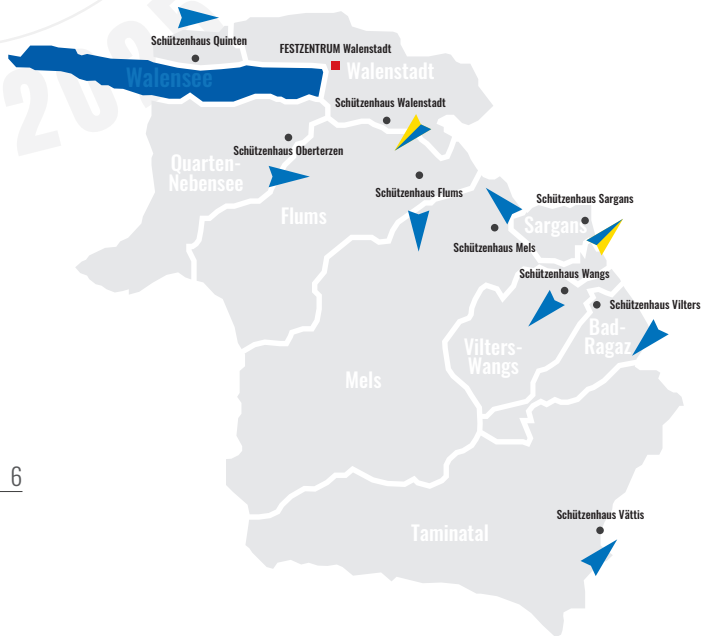 Schützenhaus Quinten
FESTZENTRUM Walenstadt
Walensee
Walenstadt
Schützenhaus Walenstadt
Schützenhaus Oberterzen
Quarten-
Nebensee
Schützenhaus Flums
Flums
Schützenhaus Sargans
Sargans
Schützenhaus Mels
Schützenhaus Wangs
Schützenhaus Vilters
Bad-
Ragaz
Vilters-
Wangs
Mels
6
Schützenhaus Vättis
Taminatal